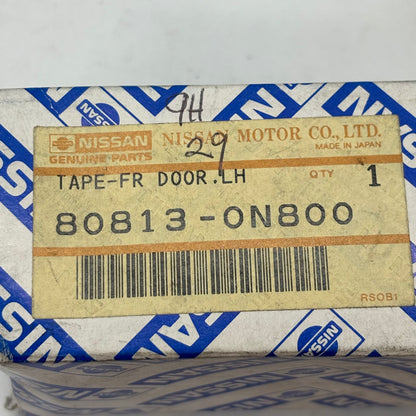 9H
29
NISSAN
GENUINE PARTS
NISSAN MOTOR CO., LTD.
MADE IN JAPAN
TAPE-FR DOOR.LH QTY 1
80813-0N800
RSOB1